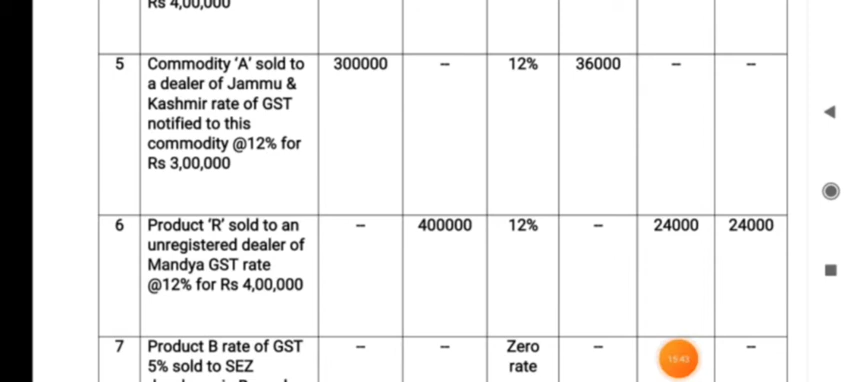 Rs 4,00,000
5 Commodity ‘A’ sold to 300000 – 12% 36000 – –
a dealer of Jammu &
Kashmir rate of GST
notified to this
commodity @12% for
Rs 3,00,000
6 Product ‘R’ sold to an – 400000 12% – 24000 24000
unregistered dealer of
Mandya GST rate
@12% for Rs 4,00,000
7 Product B rate of GST – – Zero – –
5% sold to SEZ rate
15:43